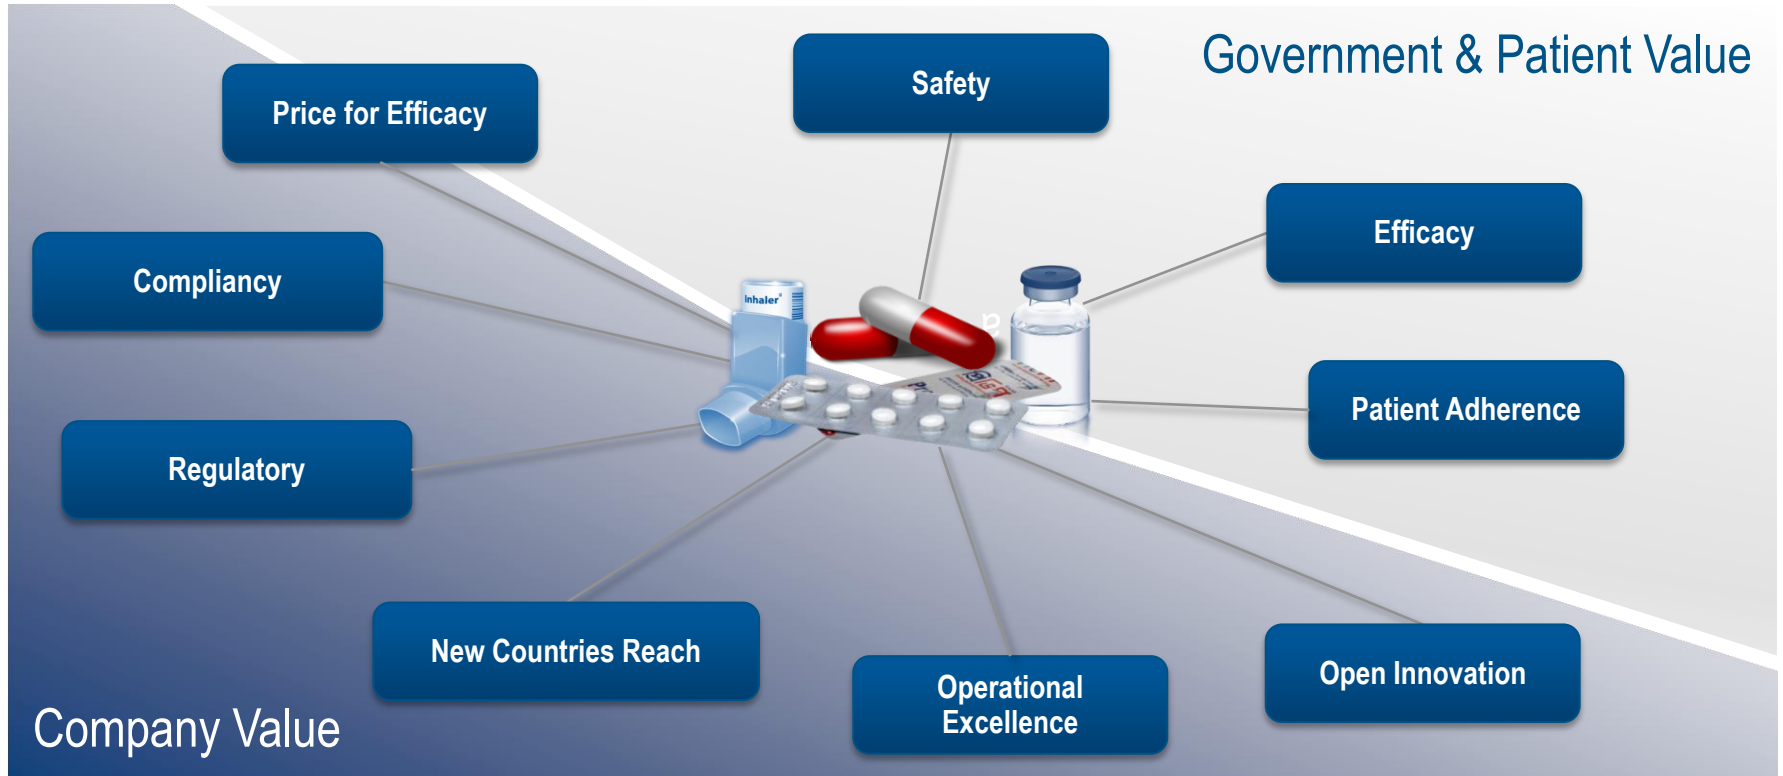 Government & Patient Value
Safety
Price for Efficacy
Efficacy
Compliancy
Inhaler
Patient Adherence
Regulatory
New Countries Reach
Operational
Excellence
Open Innovation
Company Value